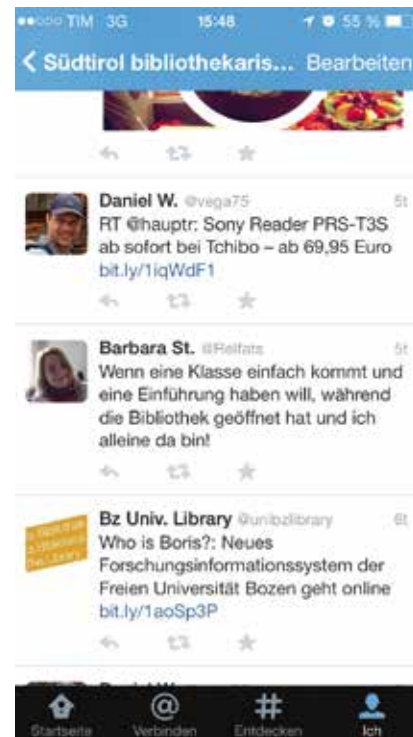 TIM 3G 15:48 55 %
Südtirol bibliothekaris... Bearbeiten
Daniel W. @vega75 5t
RT @hauptr: Sony Reader PRS-T3S
ab sofort bei Tchibo – ab 69,95 Euro
bit.ly/1iqWdF1
Barbara St. @Relfats 5t
Wenn eine Klasse einfach kommt und
eine Einführung haben will, während
die Bibliothek geöffnet hat und ich
alleine da bin!
Bz Univ. Library @unibzlibrary 6t
Who is Boris?: Neues
Forschungsinformationssystem der
Freien Universität Bozen geht online
bit.ly/1aoSp3P
Startseite Verbinden Entdecken Ich